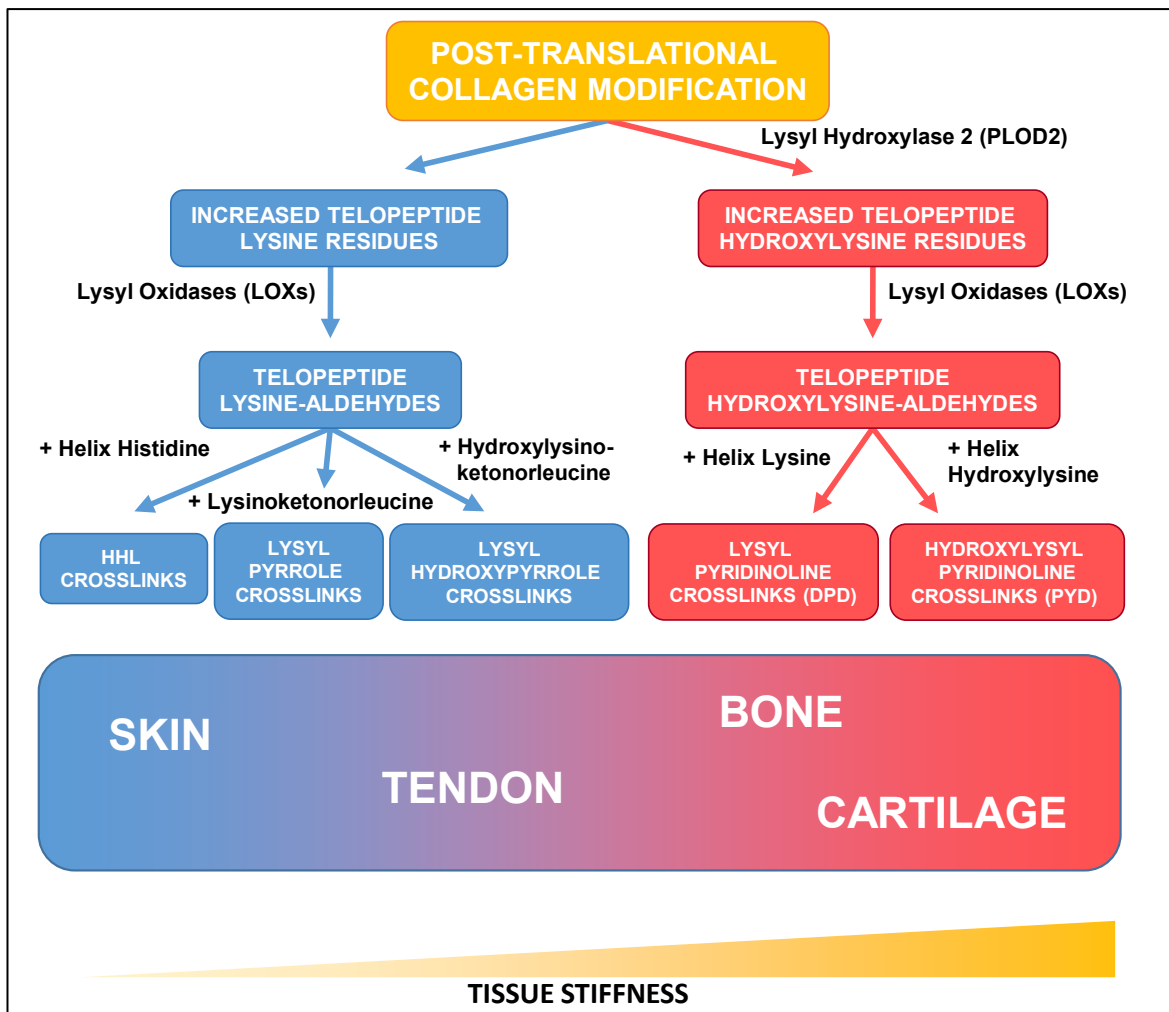 POST-TRANSLATIONAL
COLLAGEN MODIFICATION
Lysyl Hydroxylase 2 (PLOD2)
INCREASED TELOPEPTIDE
LYSINE RESIDUES
INCREASED TELOPEPTIDE
HYDROXYLYSINE RESIDUES
Lysyl Oxidases (LOXs)
Lysyl Oxidases (LOXs)
TELOPEPTIDE
LYSINE-ALDEHYDES
TELOPEPTIDE
HYDROXYLYSINE-ALDEHYDES
+ Helix Histidine
+ Lysinoketonorleucine
+ Hydroxylysino-
ketonorleucine
+ Helix Lysine
+ Helix
Hydroxylysine
HHL
CROSSLINKS
LYSYL
PYRROLE
CROSSLINKS
LYSYL
HYDROXYPYRROLE
CROSSLINKS
LYSYL
PYRIDINOLINE
CROSSLINKS (DPD)
HYDROXYLYSYL
PYRIDINOLINE
CROSSLINKS (PYD)
SKIN
TENDON
BONE
CARTILAGE
TISSUE STIFFNESS